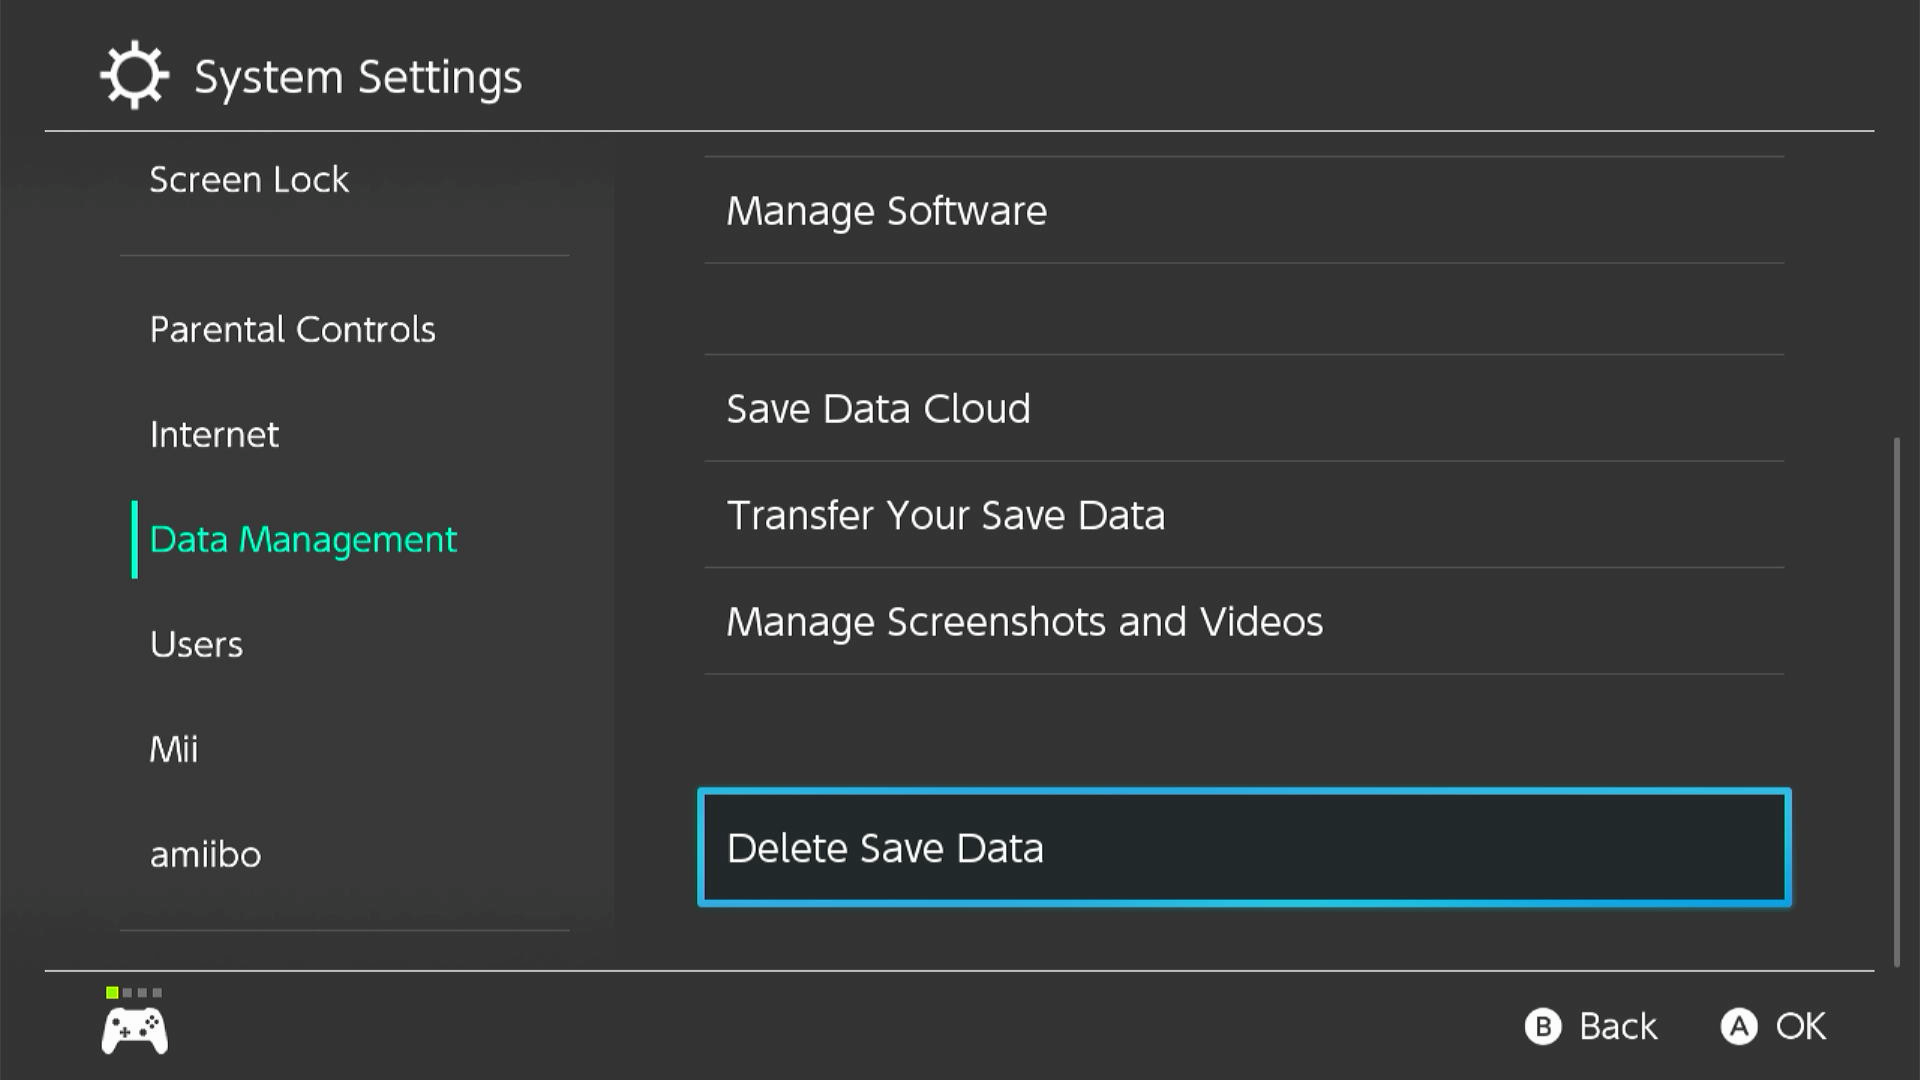 System Settings
Screen Lock
Parental Controls
Internet
Data Management
Users
Mii
amiibo
Manage Software
Save Data Cloud
Transfer Your Save Data
Manage Screenshots and Videos
Delete Save Data
B Back
A OK